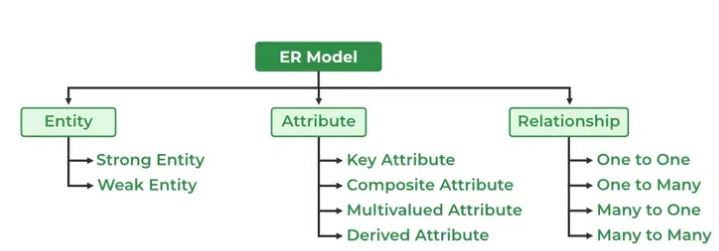 ER Model
Entity
Attribute
Relationship
Strong Entity
Weak Entity
Key Attribute
Composite Attribute
Multivalued Attribute
Derived Attribute
One to One
One to Many
Many to One
Many to Many